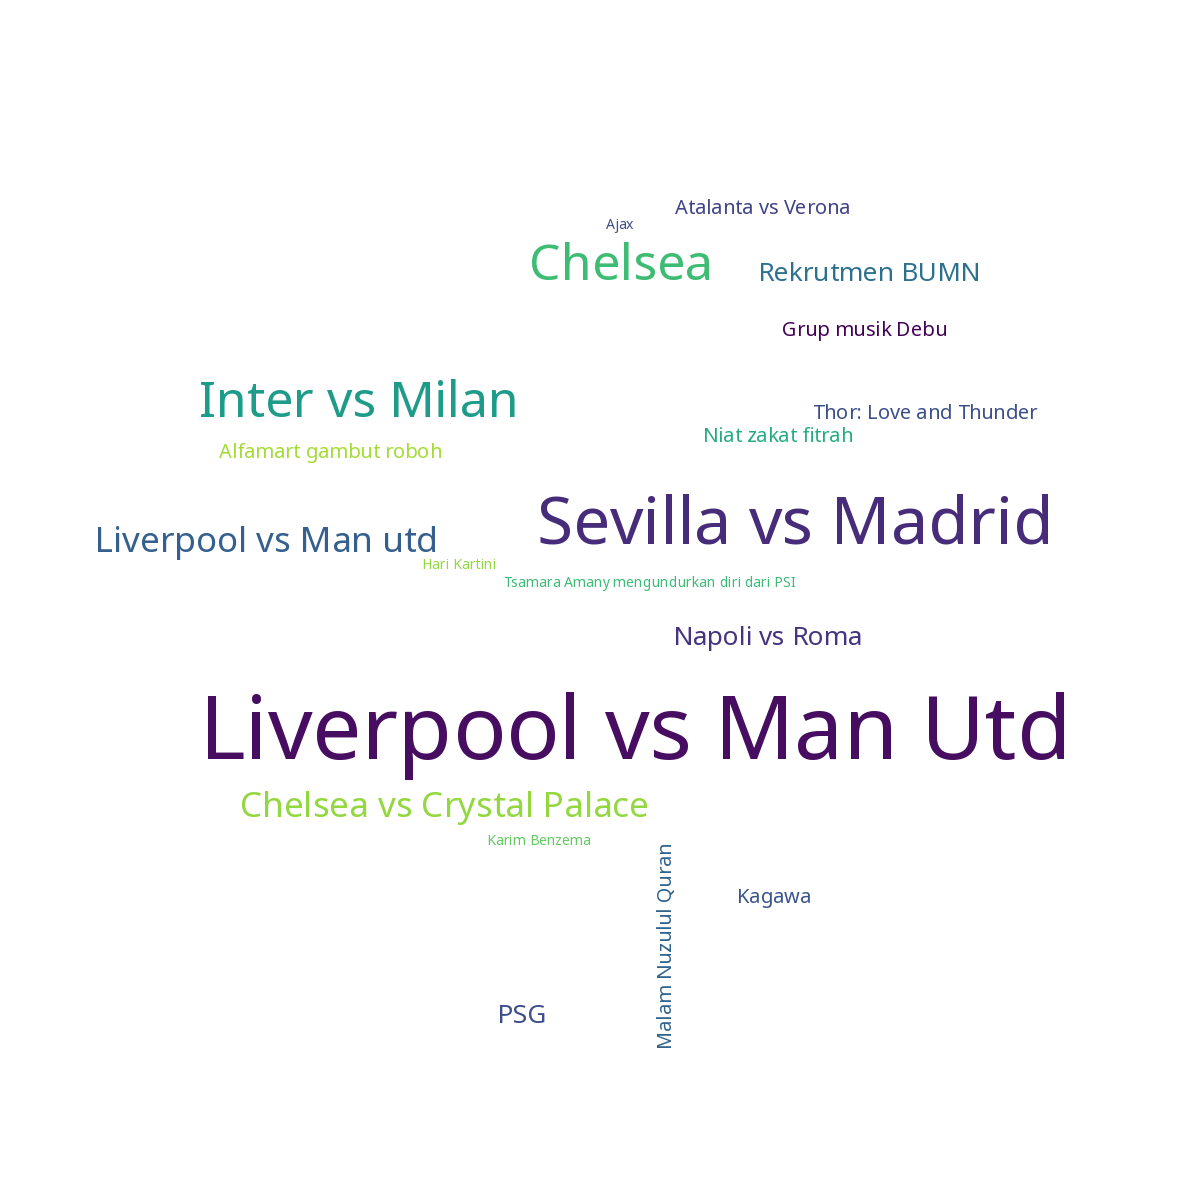 Atalanta vs Verona
Ajax
Chelsea
Rekrutmen BUMN
Grup musik Debu
Inter vs Milan
Thor: Love and Thunder
Niat zakat fitrah
Alfamart gambut roboh
Sevilla vs Madrid
Liverpool vs Man utd
Hari Kartini
Tsamara Amany mengundurkan diri dari PSI
Napoli vs Roma
Liverpool vs Man Utd
Chelsea vs Crystal Palace
Karim Benzema
Malam Nuzulul Quran
Kagawa
PSG